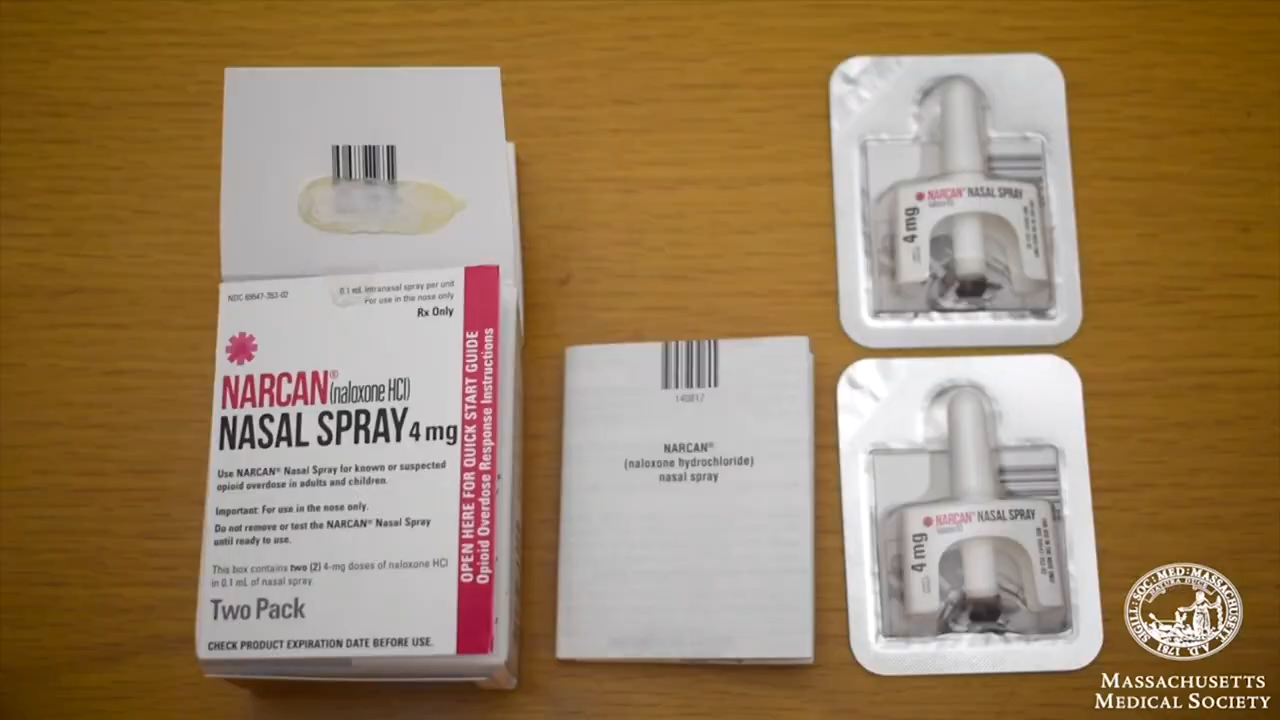 NDC 69547-353-02
0.1 mL intranasal spray per unit
For use in the nose only
Rx Only
NARCAN® (naloxone HCl)
NASAL SPRAY 4 mg
Use NARCAN® Nasal Spray for known or suspected
opioid overdose in adults and children.
Important: For use in the nose only.
Do not remove or test the NARCAN® Nasal Spray
until ready to use.
This box contains two (2) 4-mg doses of naloxone HCl
in 0.1 mL of nasal spray.
Two Pack
CHECK PRODUCT EXPIRATION DATE BEFORE USE.
OPEN HERE FOR QUICK START GUIDE
Opioid Overdose Response Instructions
NARCAN®
(naloxone hydrochloride)
nasal spray
NARCAN® NASAL SPRAY
4 mg
NARCAN® NASAL SPRAY
4 mg
SIGILL: SOC: MED: MASSACHUSETT:
A.D. 1781
MASSACHUSETTS
MEDICAL SOCIETY